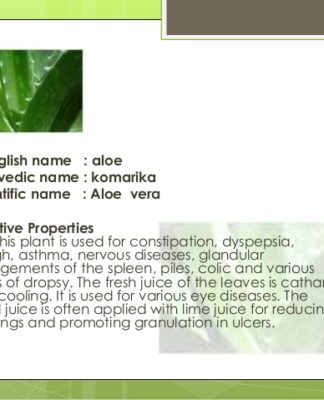 glish name : aloe
vedic name : komarika
ntific name : Aloe vera
tive Properties
his plant is used for constipation, dyspepsia,
gh, asthma, nervous diseases, glandular
gements of the spleen, piles, colic and various
s of dropsy. The fresh juice of the leaves is cathar
cooling. It is used for various eye diseases. The
juice is often applied with lime juice for reducin
ings and promoting granulation in ulcers.